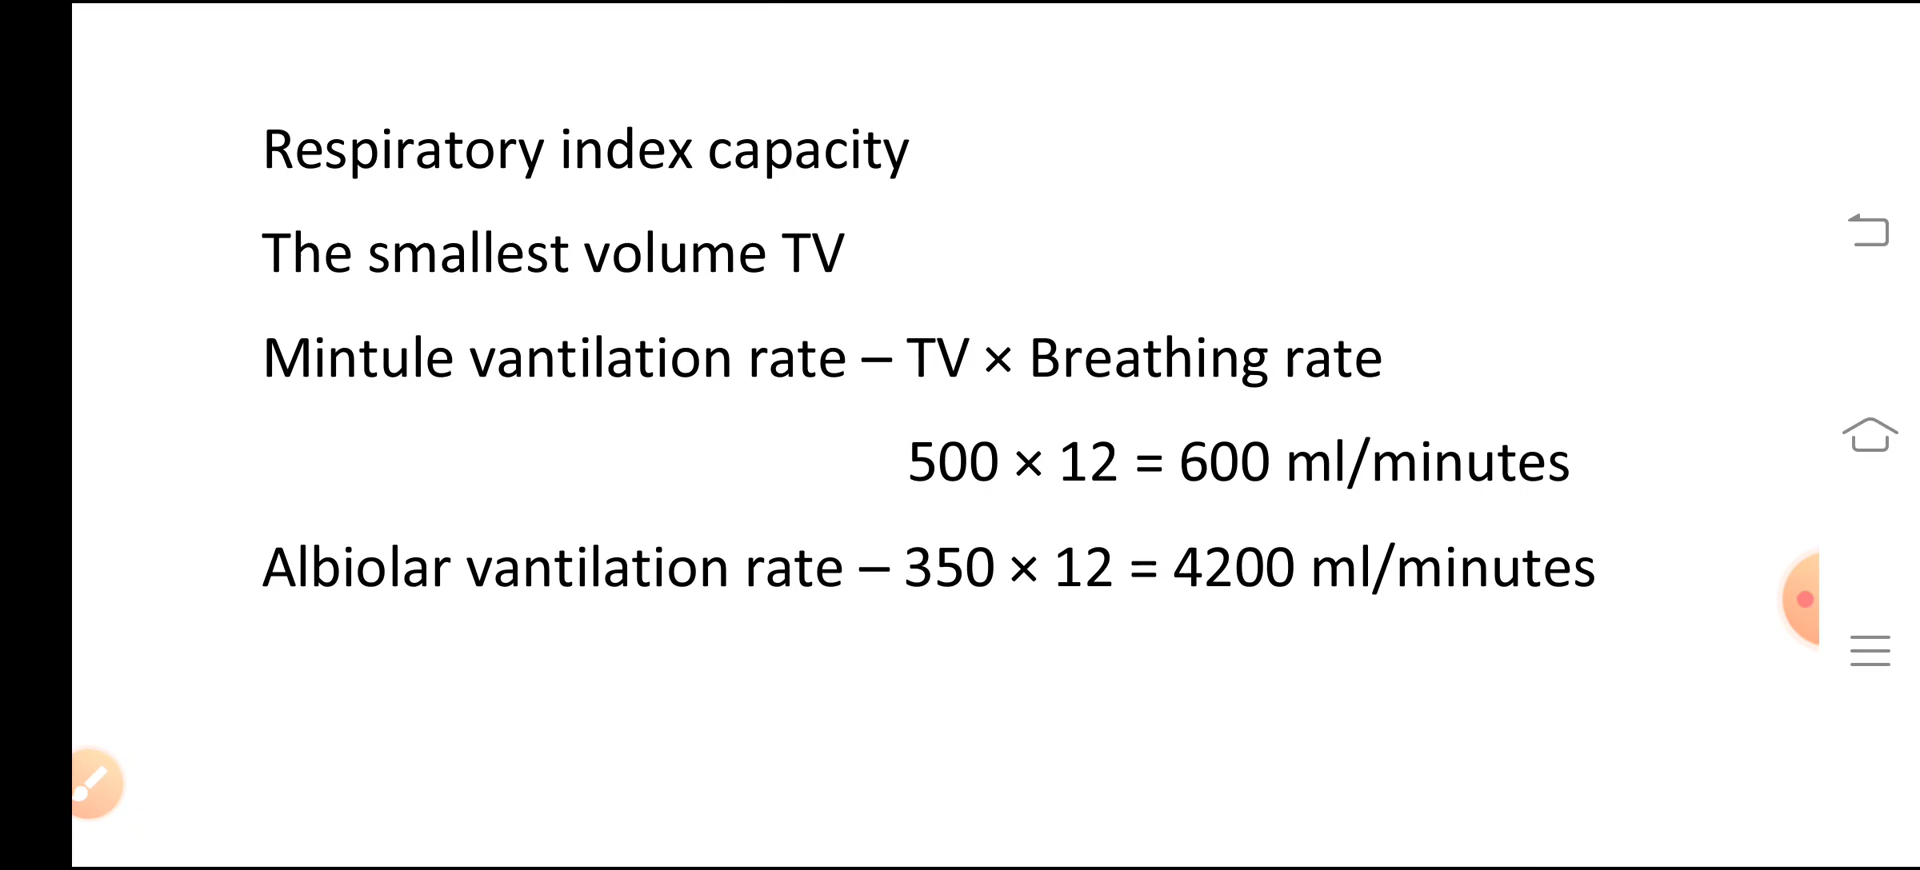 Respiratory index capacity
The smallest volume TV
Mintule vantilation rate – TV × Breathing rate
500 × 12 = 600 ml/minutes
Albiolar vantilation rate – 350 × 12 = 4200 ml/minutes